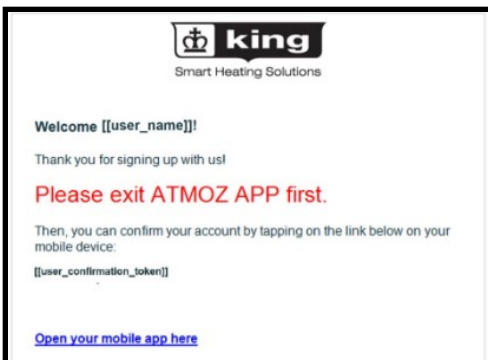 king
Smart Heating Solutions
Welcome [[user_name]]!
Thank you for signing up with us!
Please exit ATMOZ APP first.
Then, you can confirm your account by tapping on the link below on your
mobile device:
[[user_confirmation_token]]
Open your mobile app here